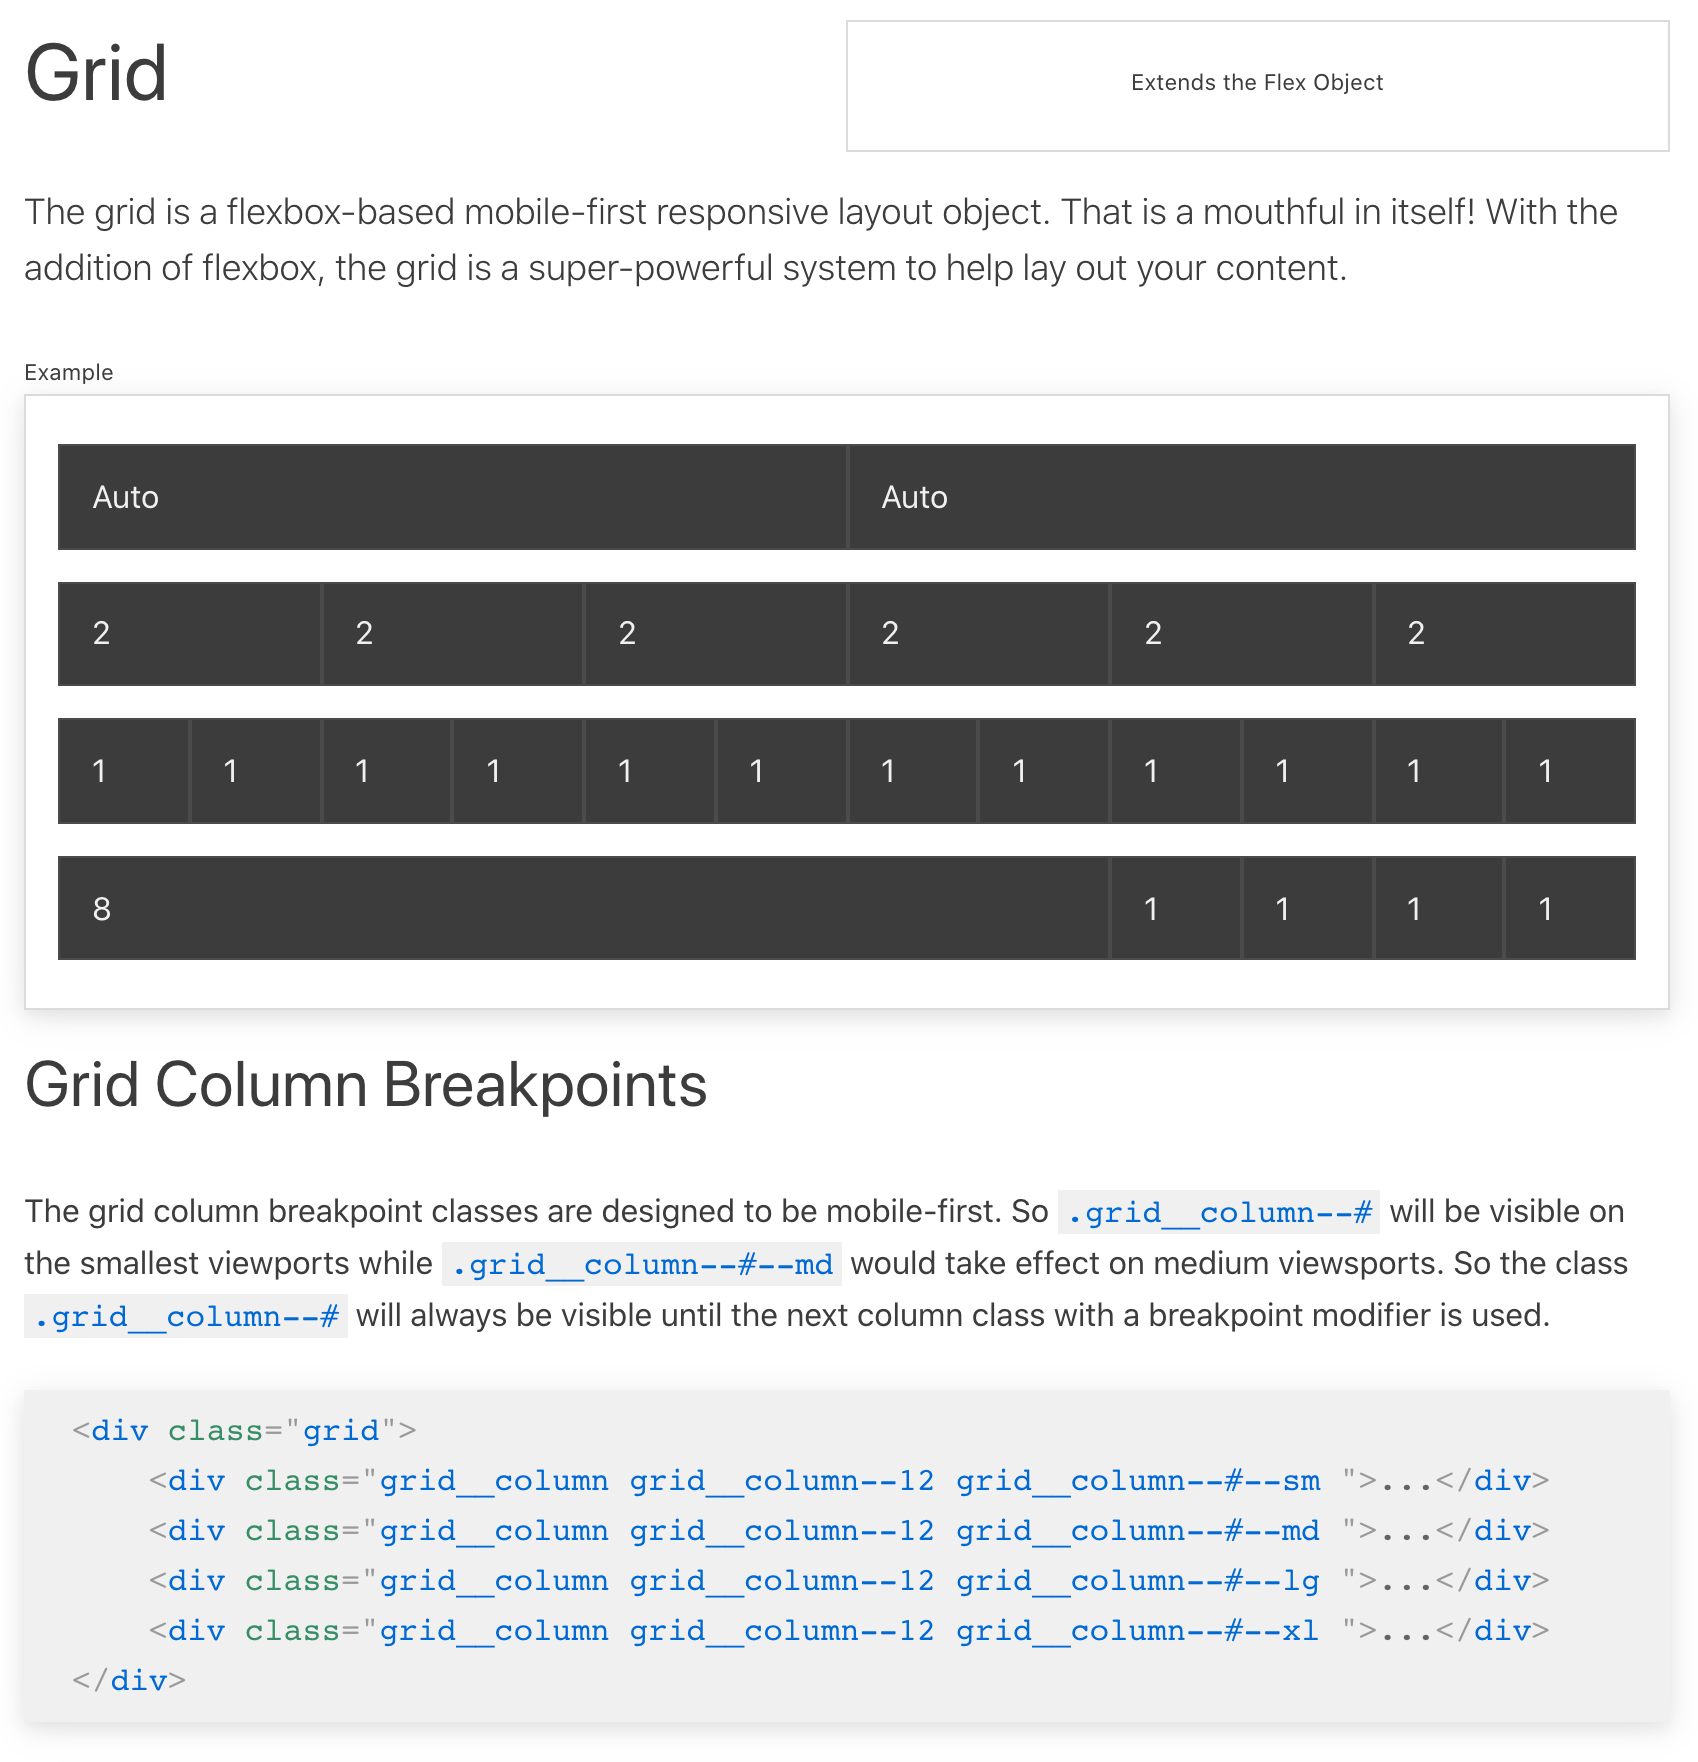 Grid
Extends the Flex Object
The grid is a flexbox-based mobile-first responsive layout object. That is a mouthful in itself! With the
addition of flexbox, the grid is a super-powerful system to help lay out your content.
Example
Auto Auto
2 2 2 2 2 2
1 1 1 1 1 1 1 1 1 1 1 1
8 1 1 1 1
Grid Column Breakpoints
The grid column breakpoint classes are designed to be mobile-first. So .grid__column--# will be visible on
the smallest viewports while .grid__column--#--md would take effect on medium viewsports. So the class
.grid__column--# will always be visible until the next column class with a breakpoint modifier is used.
<div class="grid">
    <div class="grid__column grid__column--12 grid__column--#--sm ">...</div>
    <div class="grid__column grid__column--12 grid__column--#--md ">...</div>
    <div class="grid__column grid__column--12 grid__column--#--lg ">...</div>
    <div class="grid__column grid__column--12 grid__column--#--xl ">...</div>
</div>